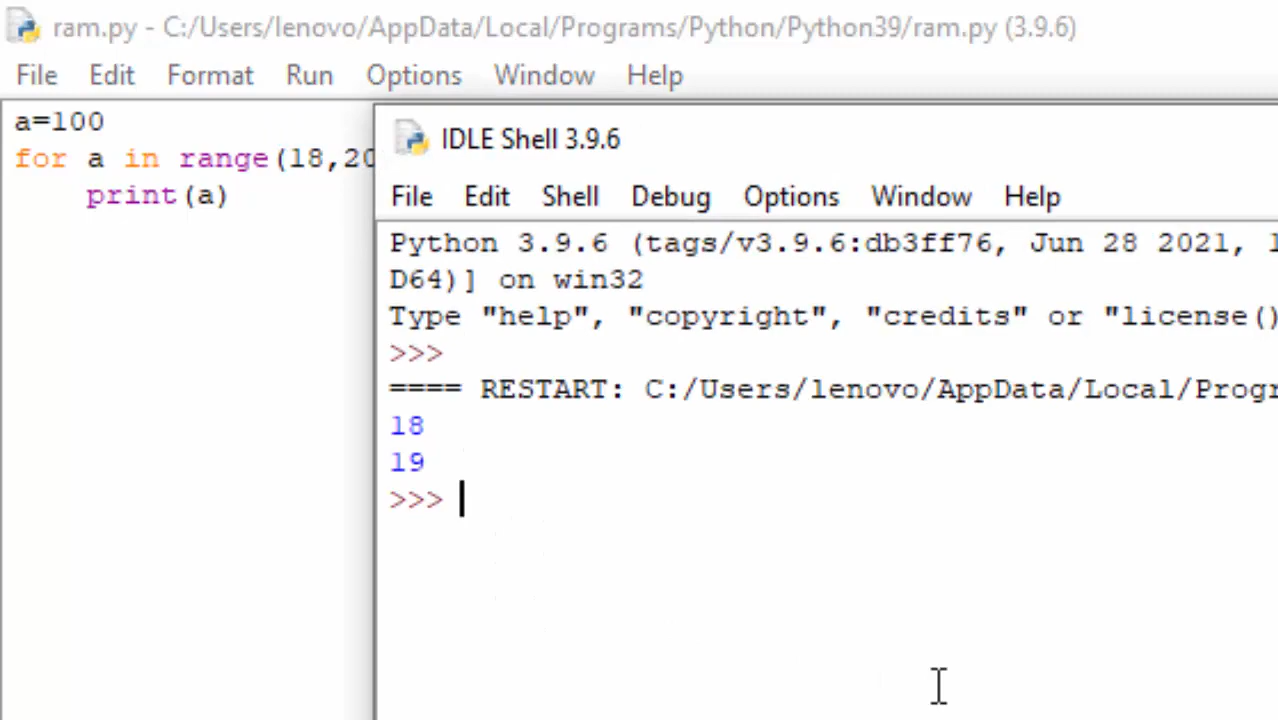 ram.py - C:/Users/lenovo/AppData/Local/Programs/Python/Python39/ram.py (3.9.6)
File Edit Format Run Options Window Help
a=100
for a in range(18,20
    print(a)
IDLE Shell 3.9.6
File Edit Shell Debug Options Window Help
Python 3.9.6 (tags/v3.9.6:db3ff76, Jun 28 2021, 1
D64)] on win32
Type "help", "copyright", "credits" or "license()
>>>
==== RESTART: C:/Users/lenovo/AppData/Local/Progr
18
19
>>>